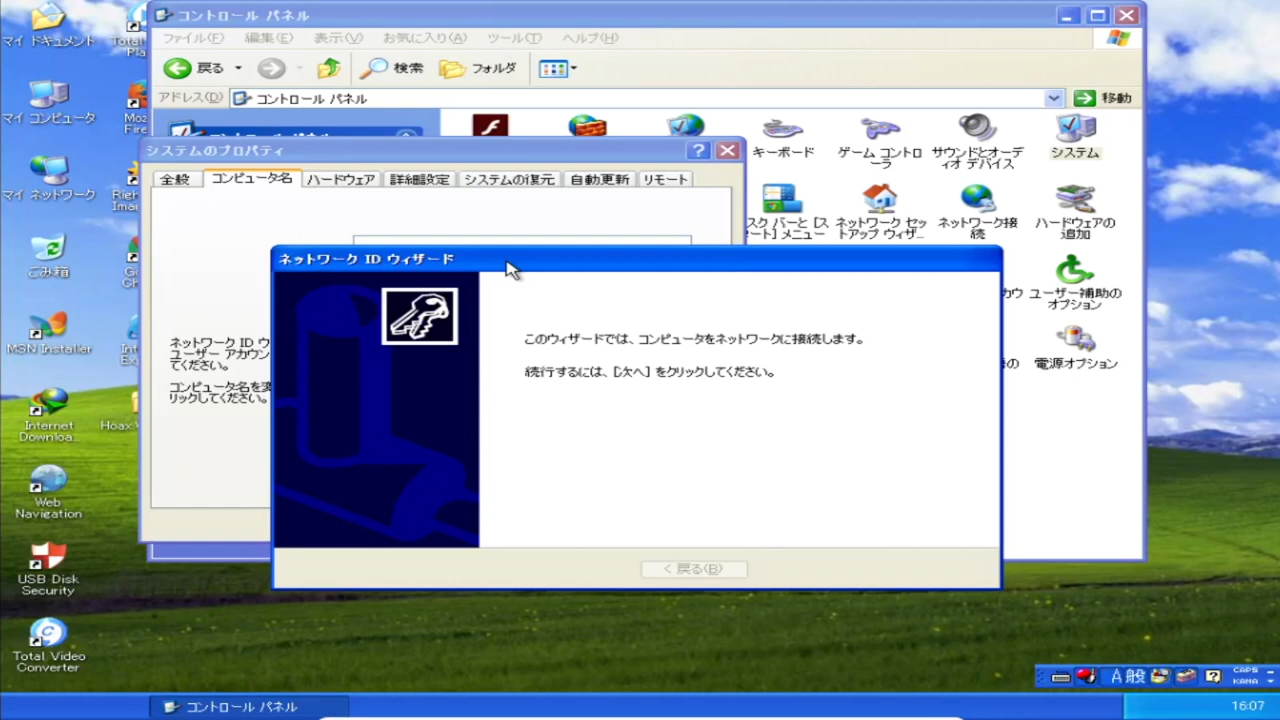 マイ ドキュメント
マイ コンピュータ
マイ ネットワーク
ごみ箱
MSN Installer
Internet
Downloa...
Web
Navigation
USB Disk
Security
Total Video
Converter
コントロール パネル
ファイル(F) 編集(E) 表示(V) お気に入り(A) ツール(T) ヘルプ(H)
戻る 検索 フォルダ
アドレス(D) コントロール パネル 移動
キーボード
ゲーム コントロ
ーラ
サウンドとオーデ
ィオ デバイス
システム
ネットワーク セッ
トアップ ウィザ...
ネットワーク接
続
ハードウェアの
追加
ユーザー補助の
オプション
電源オプション
システムのプロパティ
全般 コンピュータ名 ハードウェア 詳細設定 システムの復元 自動更新 リモート
ネットワーク ID ウ
ユーザー アカウン
てください。
コンピュータ名を変
リックしてください。
ネットワーク ID ウィザード
このウィザードでは、コンピュータをネットワークに接続します。
続行するには、[次へ] をクリックしてください。
< 戻る(B)
A 般
CAPS
KANA
コントロール パネル
16:07